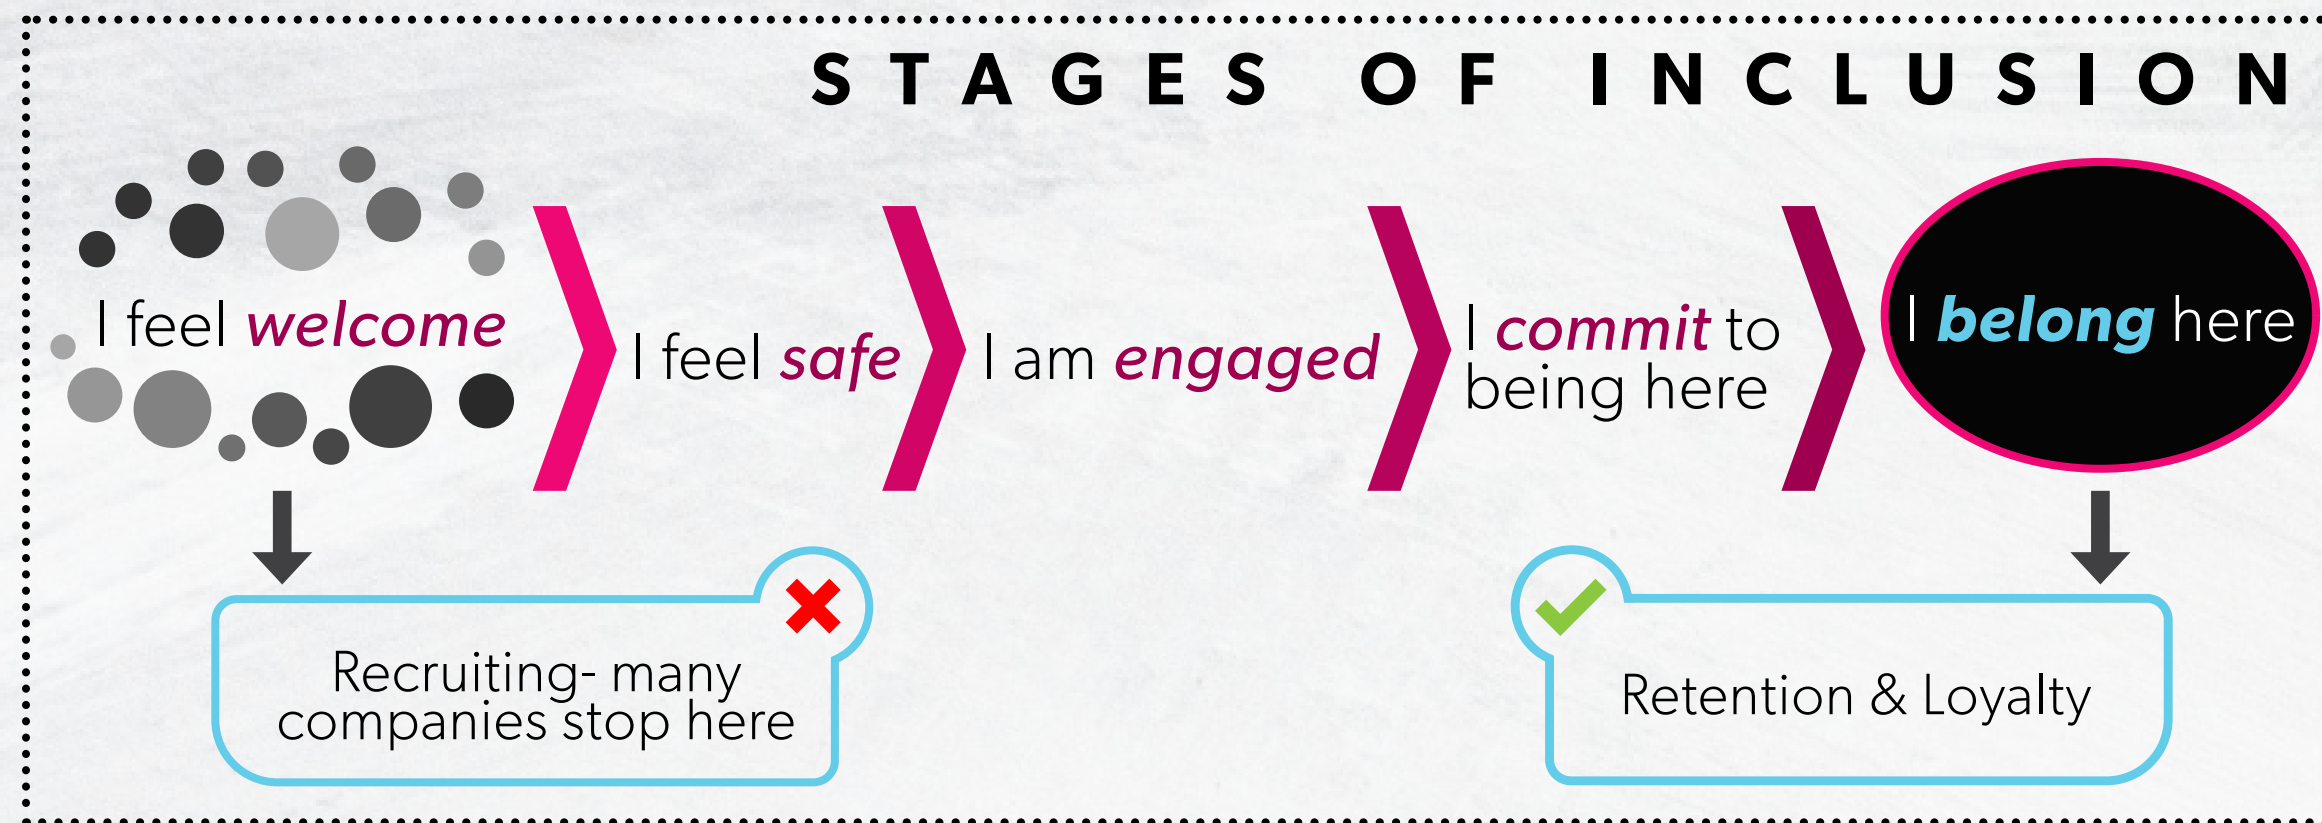 STAGES OF INCLUSION
I feel welcome
I feel safe
I am engaged
I commit to
being here
I belong here
Recruiting- many
companies stop here
Retention & Loyalty